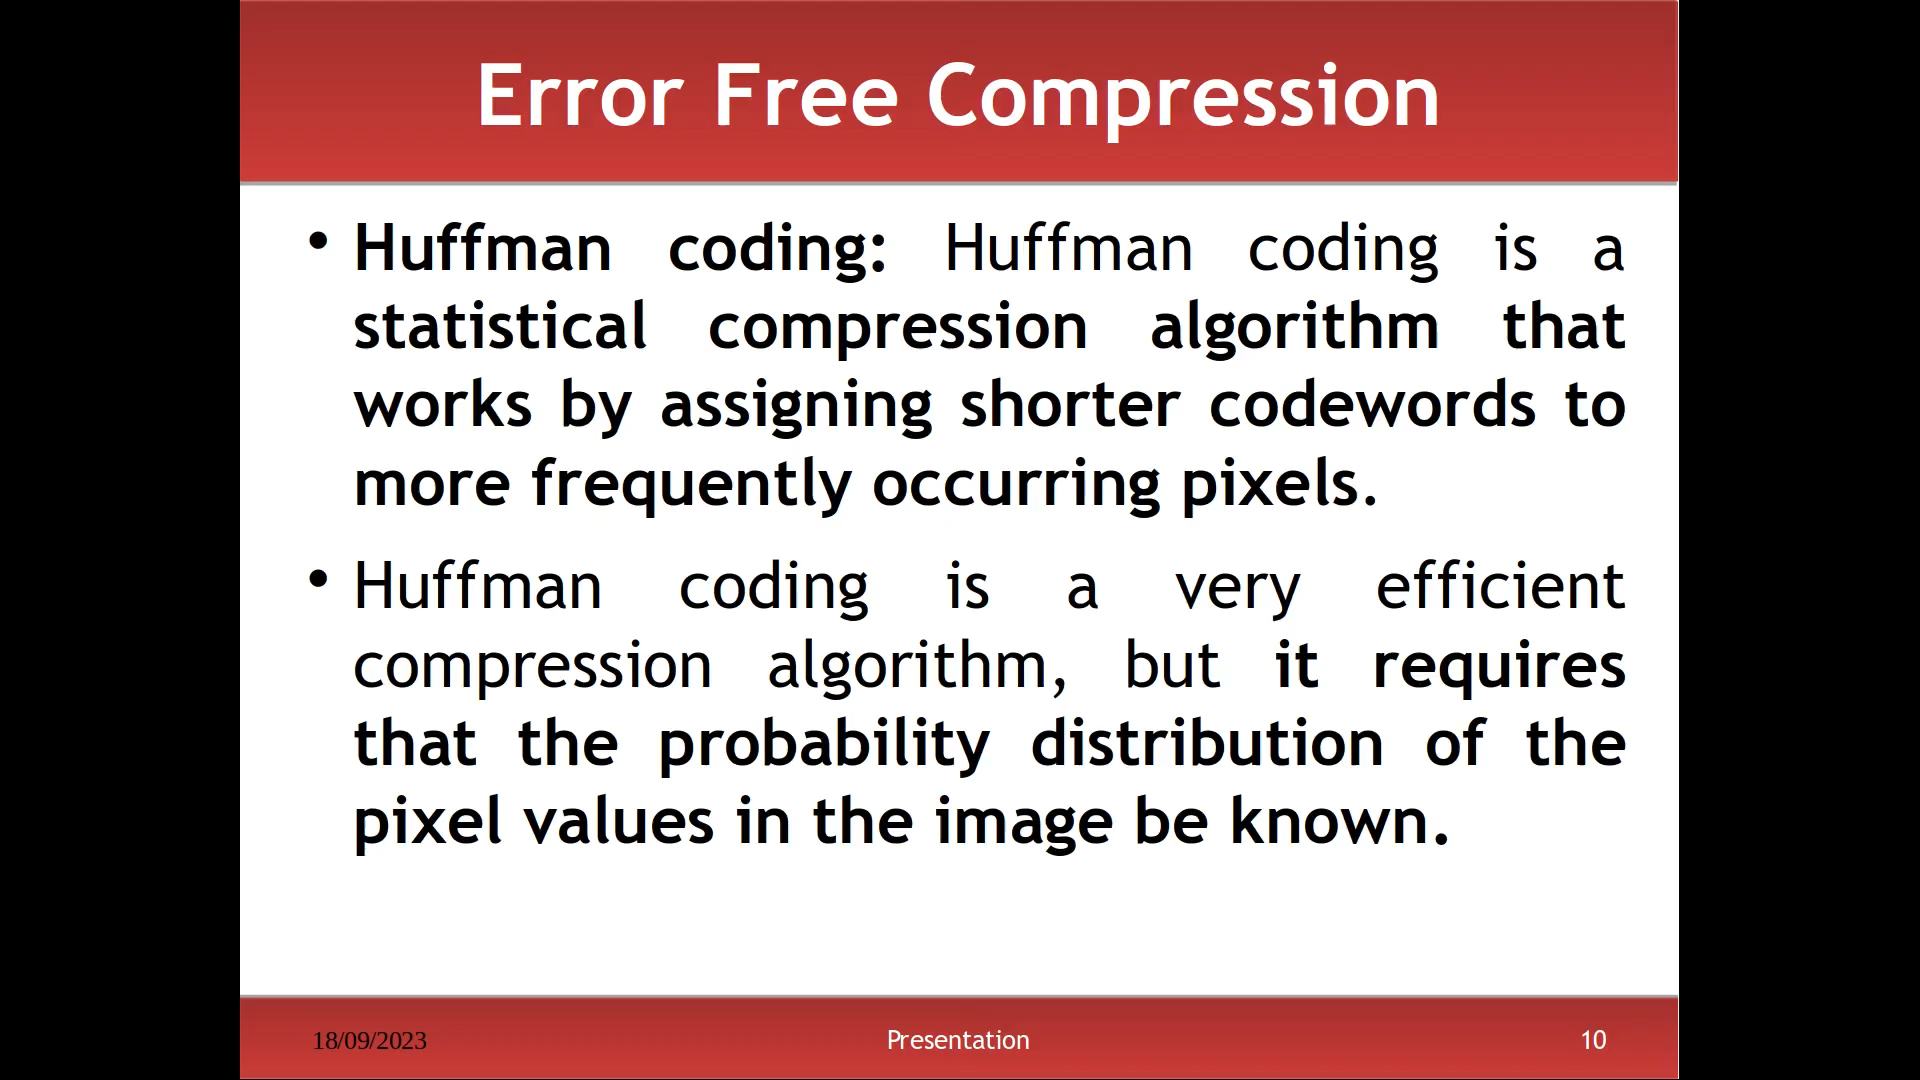 Error Free Compression
• Huffman coding: Huffman coding is a
statistical compression algorithm that
works by assigning shorter codewords to
more frequently occurring pixels.
• Huffman coding is a very efficient
compression algorithm, but it requires
that the probability distribution of the
pixel values in the image be known.
18/09/2023
Presentation
10